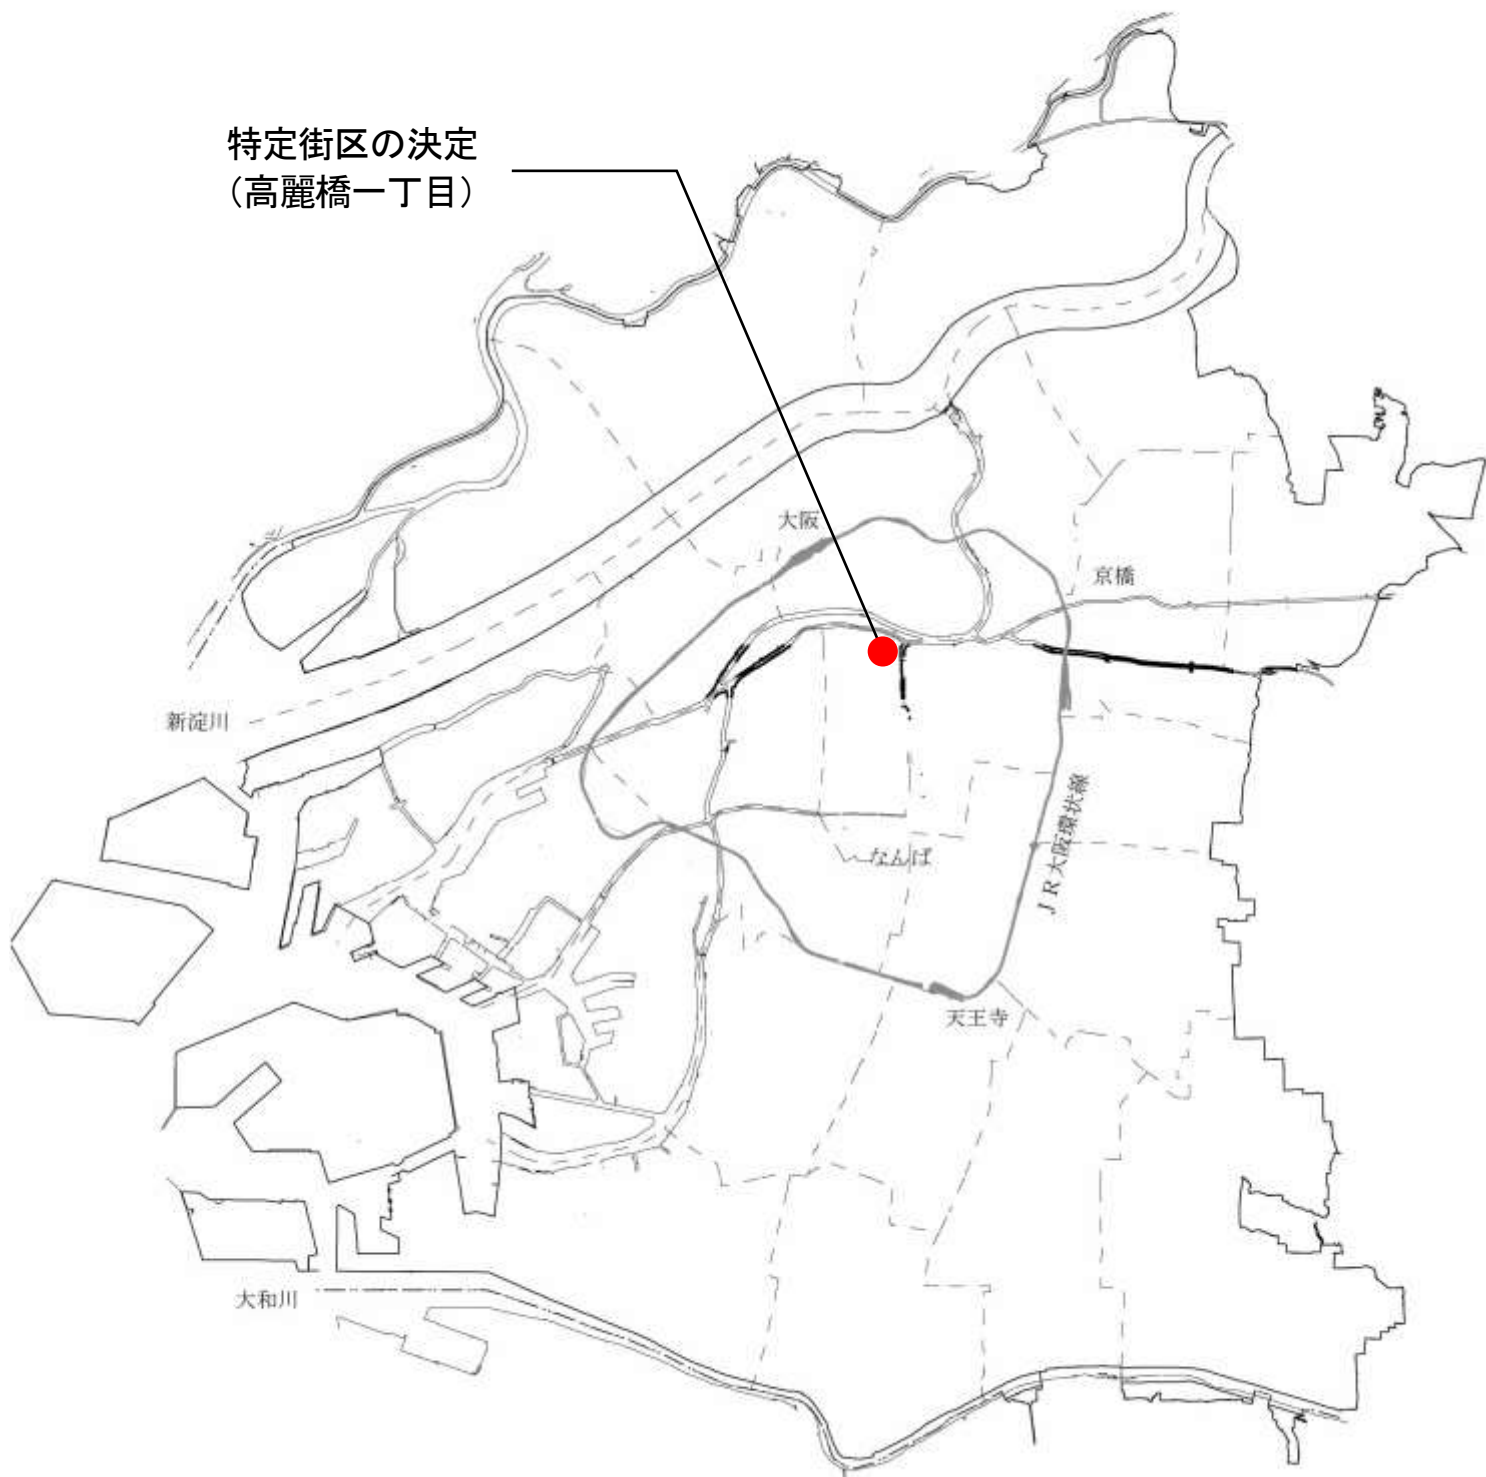 特定街区の決定
（高麗橋一丁目）
大阪
京橋
新淀川
JR大阪環状線
なんば
天王寺
大和川